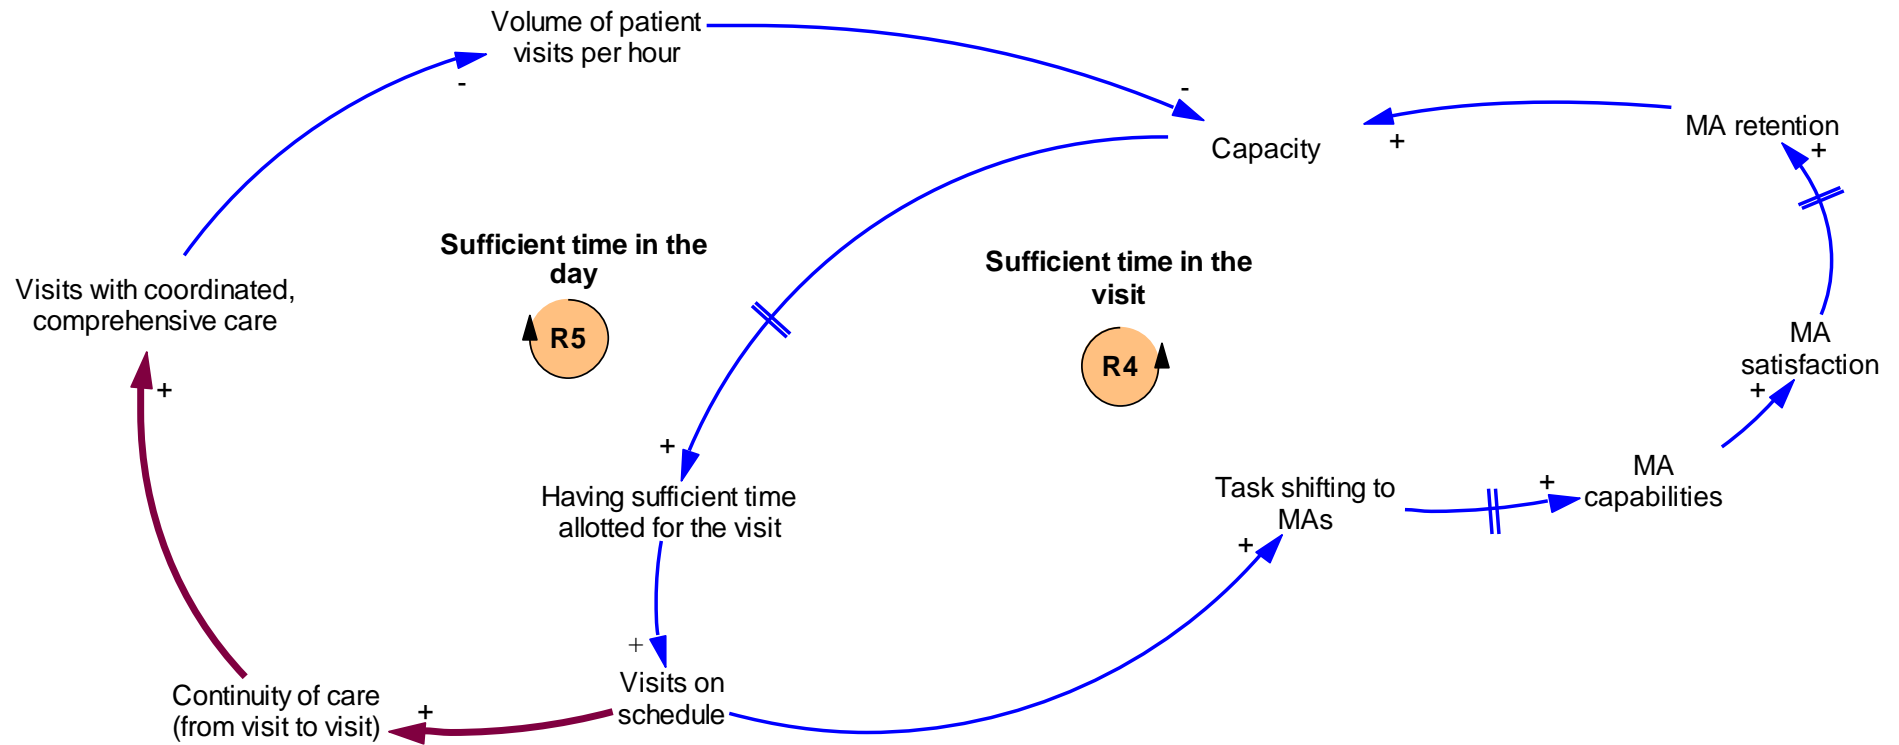 Volume of patient
visits per hour
-
-
Capacity
+
MA retention
+
Sufficient time in the
day
R5
Sufficient time in the
visit
R4
Visits with coordinated,
comprehensive care
+
MA
satisfaction
+
+
Having sufficient time
allotted for the visit
Task shifting to
MAs
+
+
MA
capabilities
+
Visits on
schedule
Continuity of care
(from visit to visit)
+